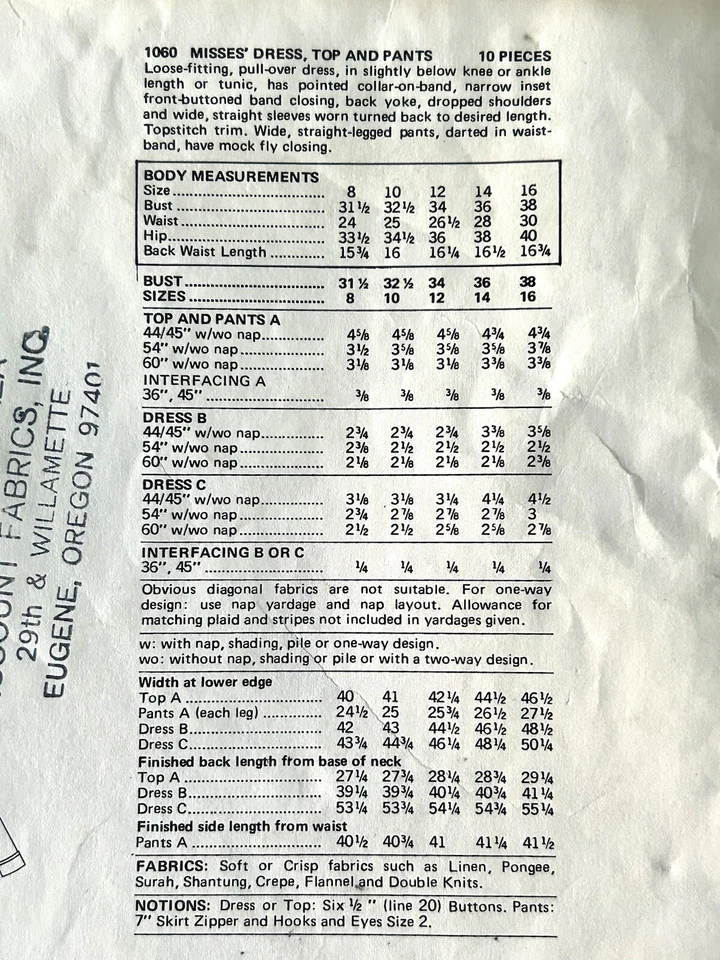 1060 MISSES' DRESS, TOP AND PANTS 10 PIECES
Loose-fitting, pull-over dress, in slightly below knee or ankle
length or tunic, has pointed collar-on-band, narrow inset
front-buttoned band closing, back yoke, dropped shoulders
and wide, straight sleeves worn turned back to desired length.
Topstitch trim. Wide, straight-legged pants, darted in waist-
band, have mock fly closing.
BODY MEASUREMENTS
Size 8 10 12 14 16
Bust 31½ 32½ 34 36 38
Waist 24 25 26½ 28 30
Hip 33½ 34½ 36 38 40
Back Waist Length 15¾ 16 16¼ 16½ 16¾
BUST 31½ 32½ 34 36 38
SIZES 8 10 12 14 16
TOP AND PANTS A
44/45" w/wo nap 4⅝ 4⅝ 4⅝ 4¾ 4¾
54" w/wo nap 3½ 3⅝ 3⅝ 3⅝ 3⅞
60" w/wo nap 3⅛ 3⅛ 3⅛ 3⅜ 3⅜
INTERFACING A
36", 45" ⅜ ⅜ ⅜ ⅜ ⅜
DRESS B
44/45" w/wo nap 2¾ 2¾ 2¾ 3⅜ 3⅝
54" w/wo nap 2⅜ 2½ 2½ 2½ 2½
60" w/wo nap 2⅛ 2⅛ 2⅛ 2⅛ 2⅜
DRESS C
44/45" w/wo nap 3⅛ 3⅛ 3¼ 4¼ 4½
54" w/wo nap 2¾ 2⅞ 2⅞ 2⅞ 3
60" w/wo nap 2½ 2½ 2⅝ 2⅝ 2⅞
INTERFACING B OR C
36", 45" ¼ ¼ ¼ ¼ ¼
Obvious diagonal fabrics are not suitable. For one-way
design: use nap yardage and nap layout. Allowance for
matching plaid and stripes not included in yardages given.
w: with nap, shading, pile or one-way design.
wo: without nap, shading or pile or with a two-way design.
Width at lower edge
Top A 40 41 42¼ 44½ 46½
Pants A (each leg) 24½ 25 25¾ 26½ 27½
Dress B 42 43 44½ 46½ 48½
Dress C 43¾ 44¾ 46¼ 48¼ 50¼
Finished back length from base of neck
Top A 27¼ 27¾ 28¼ 28¾ 29¼
Dress B 39¼ 39¾ 40¼ 40¾ 41¼
Dress C 53¼ 53¾ 54¼ 54¾ 55¼
Finished side length from waist
Pants A 40½ 40¾ 41 41¼ 41½
FABRICS: Soft or Crisp fabrics such as Linen, Pongee,
Surah, Shantung, Crepe, Flannel and Double Knits.
NOTIONS: Dress or Top: Six ½" (line 20) Buttons. Pants:
7" Skirt Zipper and Hooks and Eyes Size 2.
FABRICS, INC.
29th & WILLAMETTE
EUGENE, OREGON 97401